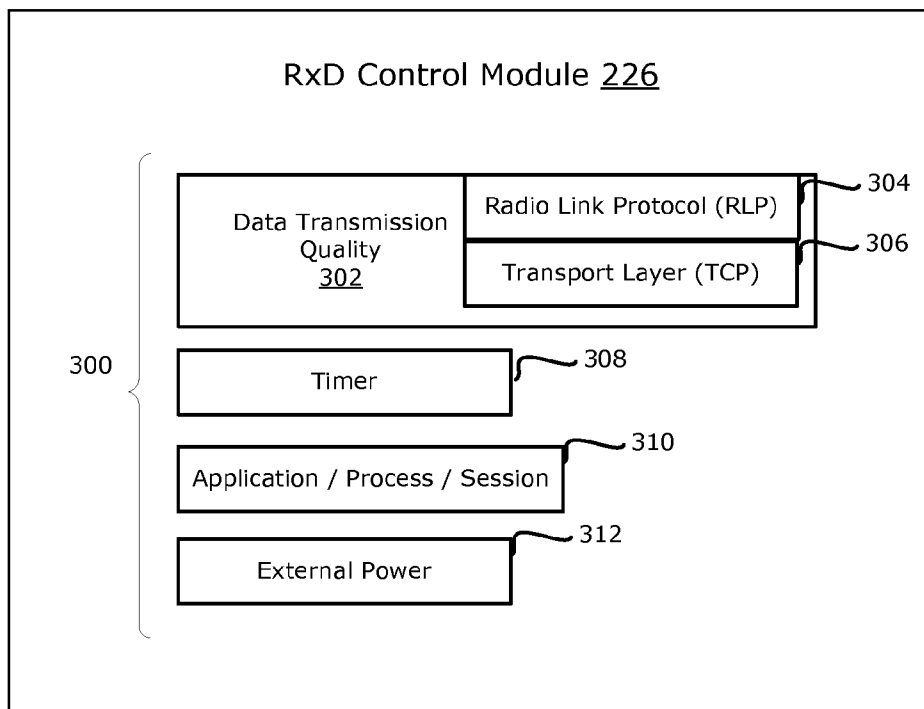 RxD Control Module 226
Data Transmission
Quality
302
Radio Link Protocol (RLP)
304
Transport Layer (TCP)
306
300
Timer
308
Application / Process / Session
310
External Power
312